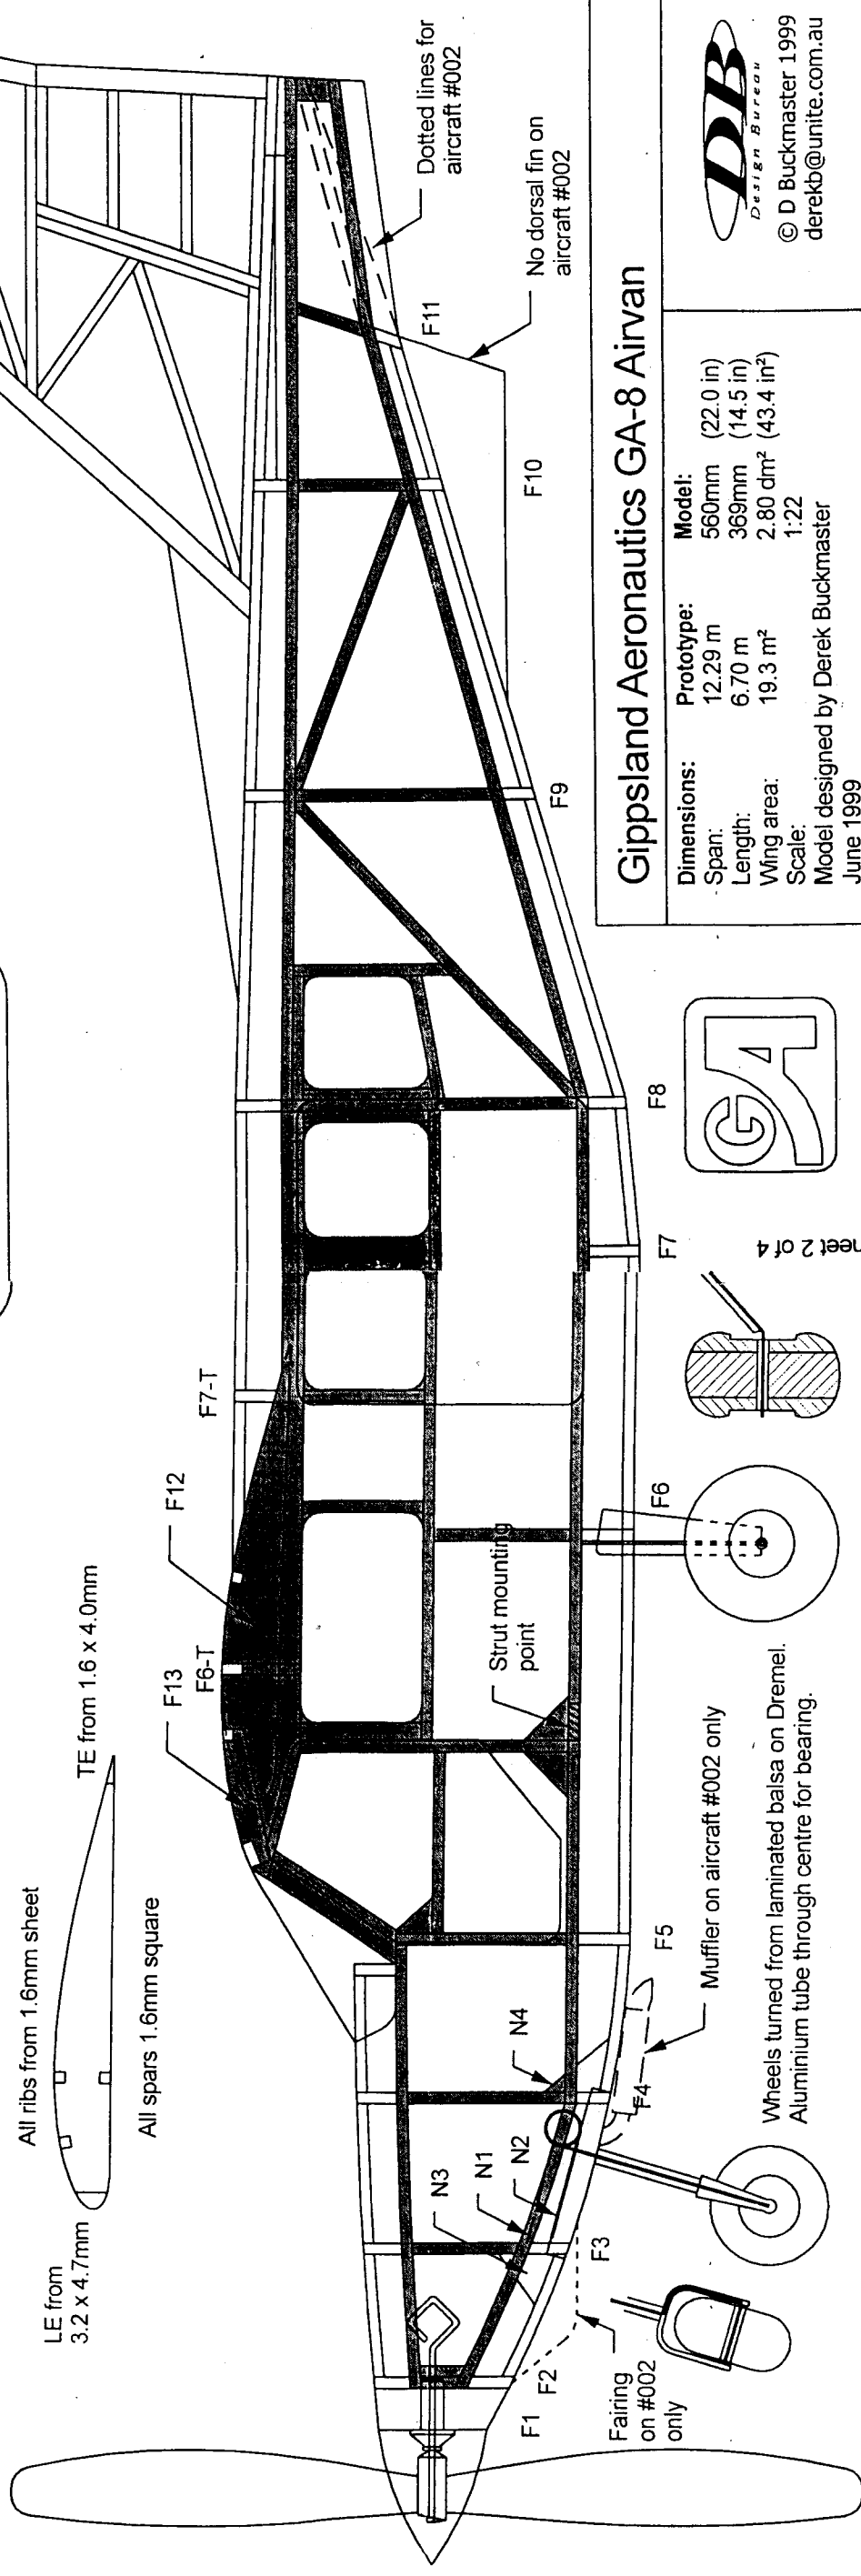 All ribs from 1.6mm sheet
LE from
3.2 x 4.7mm
TE from 1.6 x 4.0mm
All spars 1.6mm square
F13
F6-T
F12
F7-T
Dotted lines for
aircraft #002
No dorsal fin on
aircraft #002
F1
F2
F3
F4
F5
F6
F7
F8
F9
F10
F11
N3
N1
N2
N4
Strut mounting
point
Fairing
on #002
only
Muffler on aircraft #002 only
Wheels turned from laminated balsa on Dremel.
Aluminium tube through centre for bearing.
heet 2 of 4
GA
Gippsland Aeronautics GA-8 Airvan
Dimensions: Prototype: Model:
Span: 12.29 m 560mm (22.0 in)
Length: 6.70 m 369mm (14.5 in)
Wing area: 19.3 m² 2.80 dm² (43.4 in²)
Scale: 1:22
Model designed by Derek Buckmaster
June 1999
DB
Design Bureau
© D Buckmaster 1999
derekb@unite.com.au